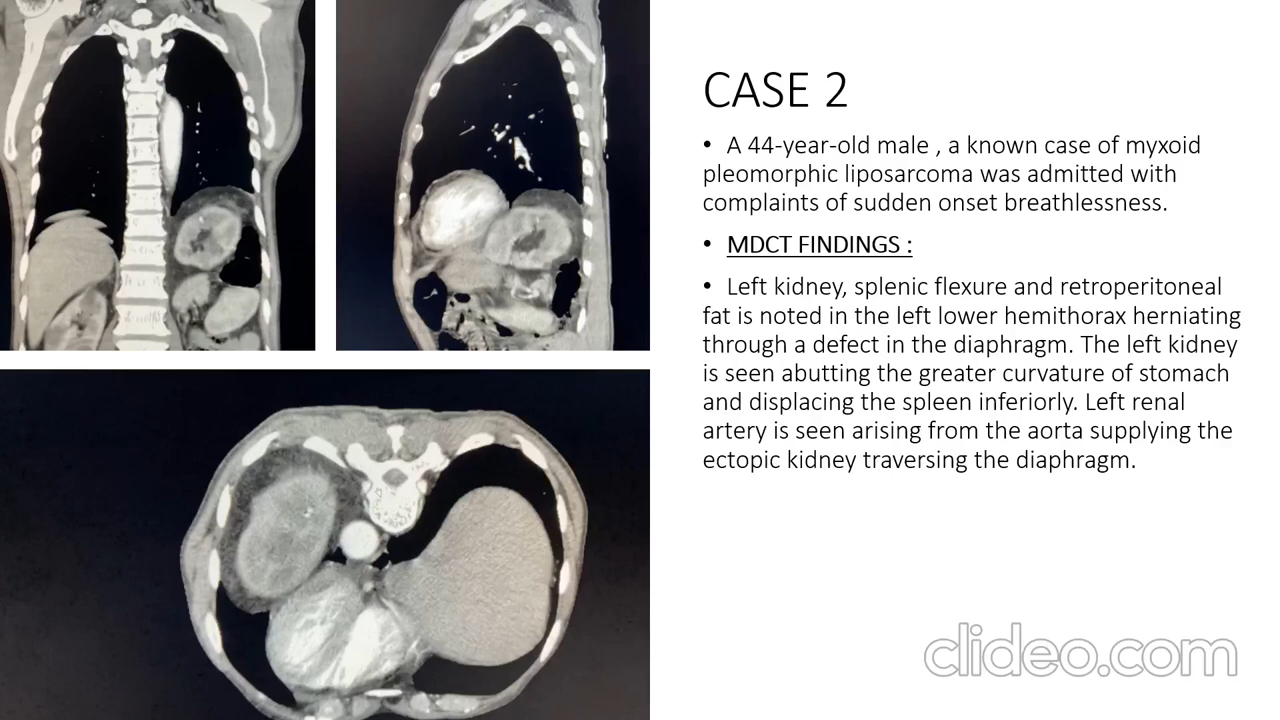 CASE 2
• A 44-year-old male , a known case of myxoid
pleomorphic liposarcoma was admitted with
complaints of sudden onset breathlessness.
• MDCT FINDINGS :
• Left kidney, splenic flexure and retroperitoneal
fat is noted in the left lower hemithorax herniating
through a defect in the diaphragm. The left kidney
is seen abutting the greater curvature of stomach
and displacing the spleen inferiorly. Left renal
artery is seen arising from the aorta supplying the
ectopic kidney traversing the diaphragm.
clideo.com